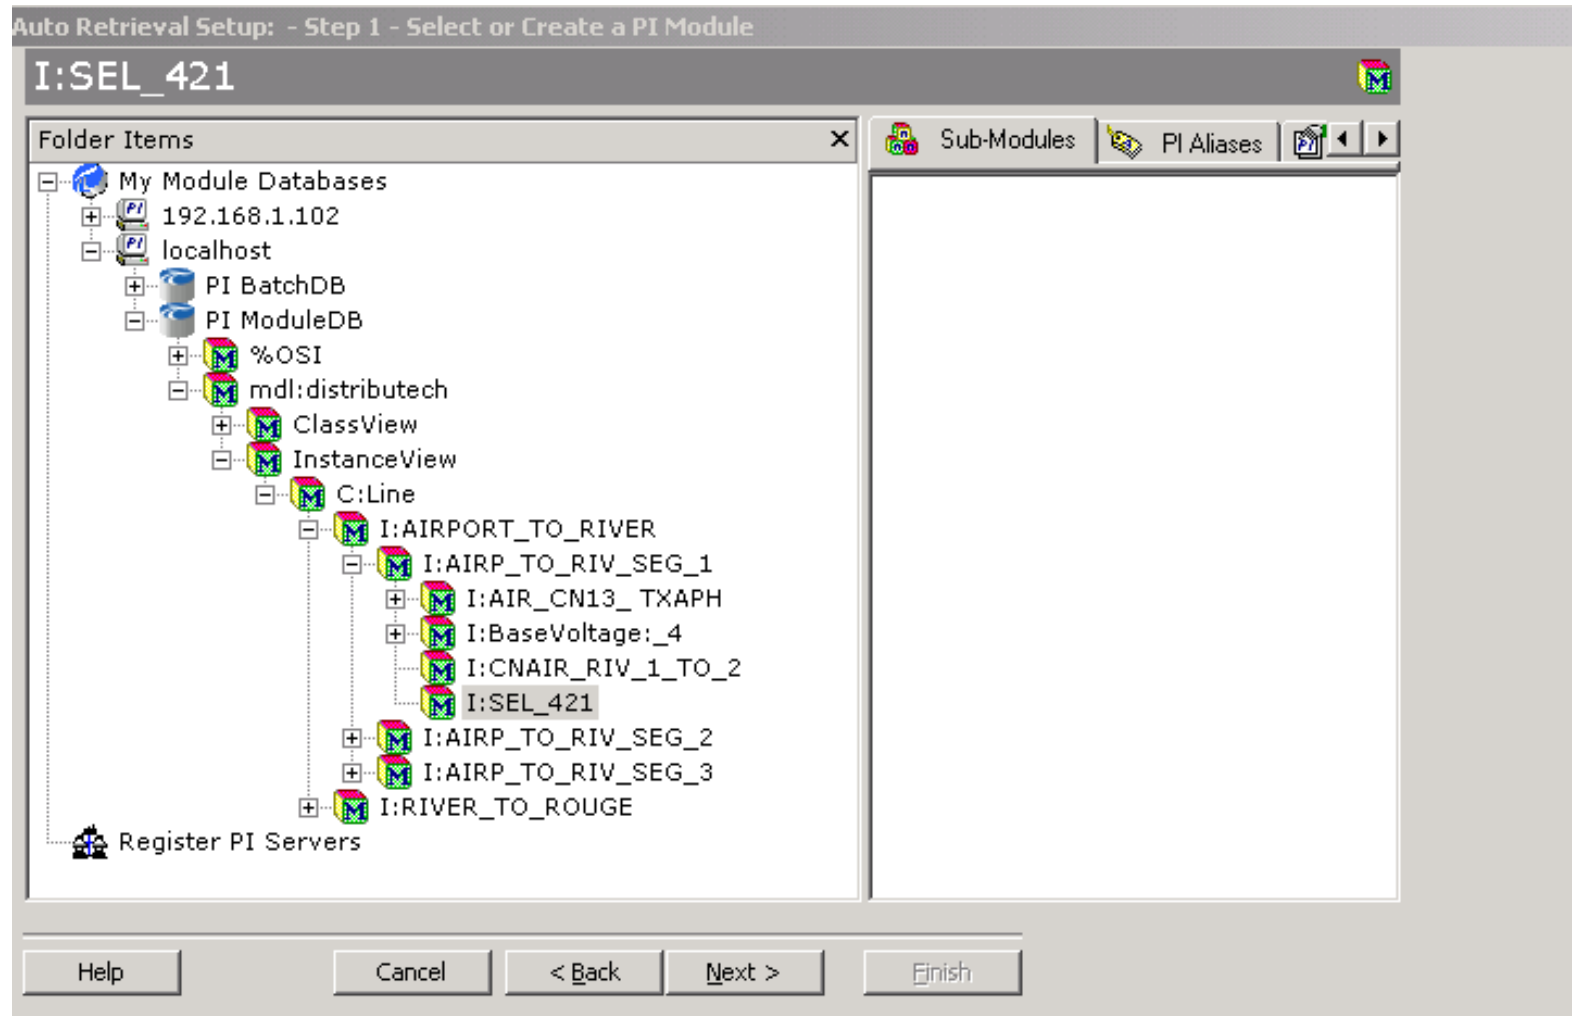 Auto Retrieval Setup:  - Step 1 - Select or Create a PI Module
I:SEL_421
Folder Items
Sub-Modules
PI Aliases
My Module Databases
192.168.1.102
localhost
PI BatchDB
PI ModuleDB
%OSI
mdl:distributech
ClassView
InstanceView
C:Line
I:AIRPORT_TO_RIVER
I:AIRP_TO_RIV_SEG_1
I:AIR_CN13_ TXAPH
I:BaseVoltage:_4
I:CNAIR_RIV_1_TO_2
I:SEL_421
I:AIRP_TO_RIV_SEG_2
I:AIRP_TO_RIV_SEG_3
I:RIVER_TO_ROUGE
Register PI Servers
Help
Cancel
< Back
Next >
Finish